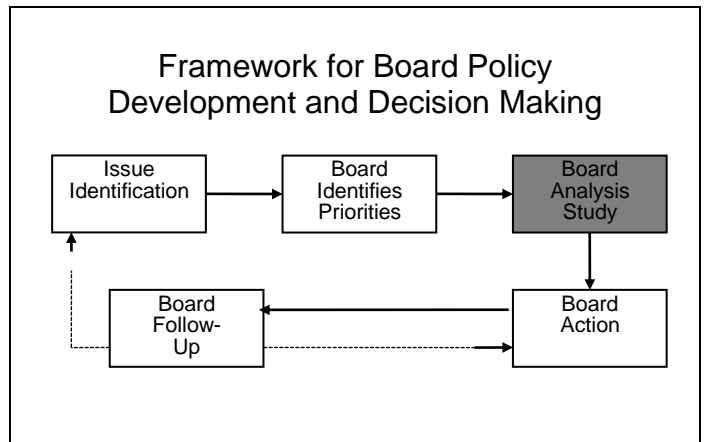 Framework for Board Policy
Development and Decision Making
Issue
Identification
Board
Identifies
Priorities
Board
Analysis
Study
Board
Follow-
Up
Board
Action